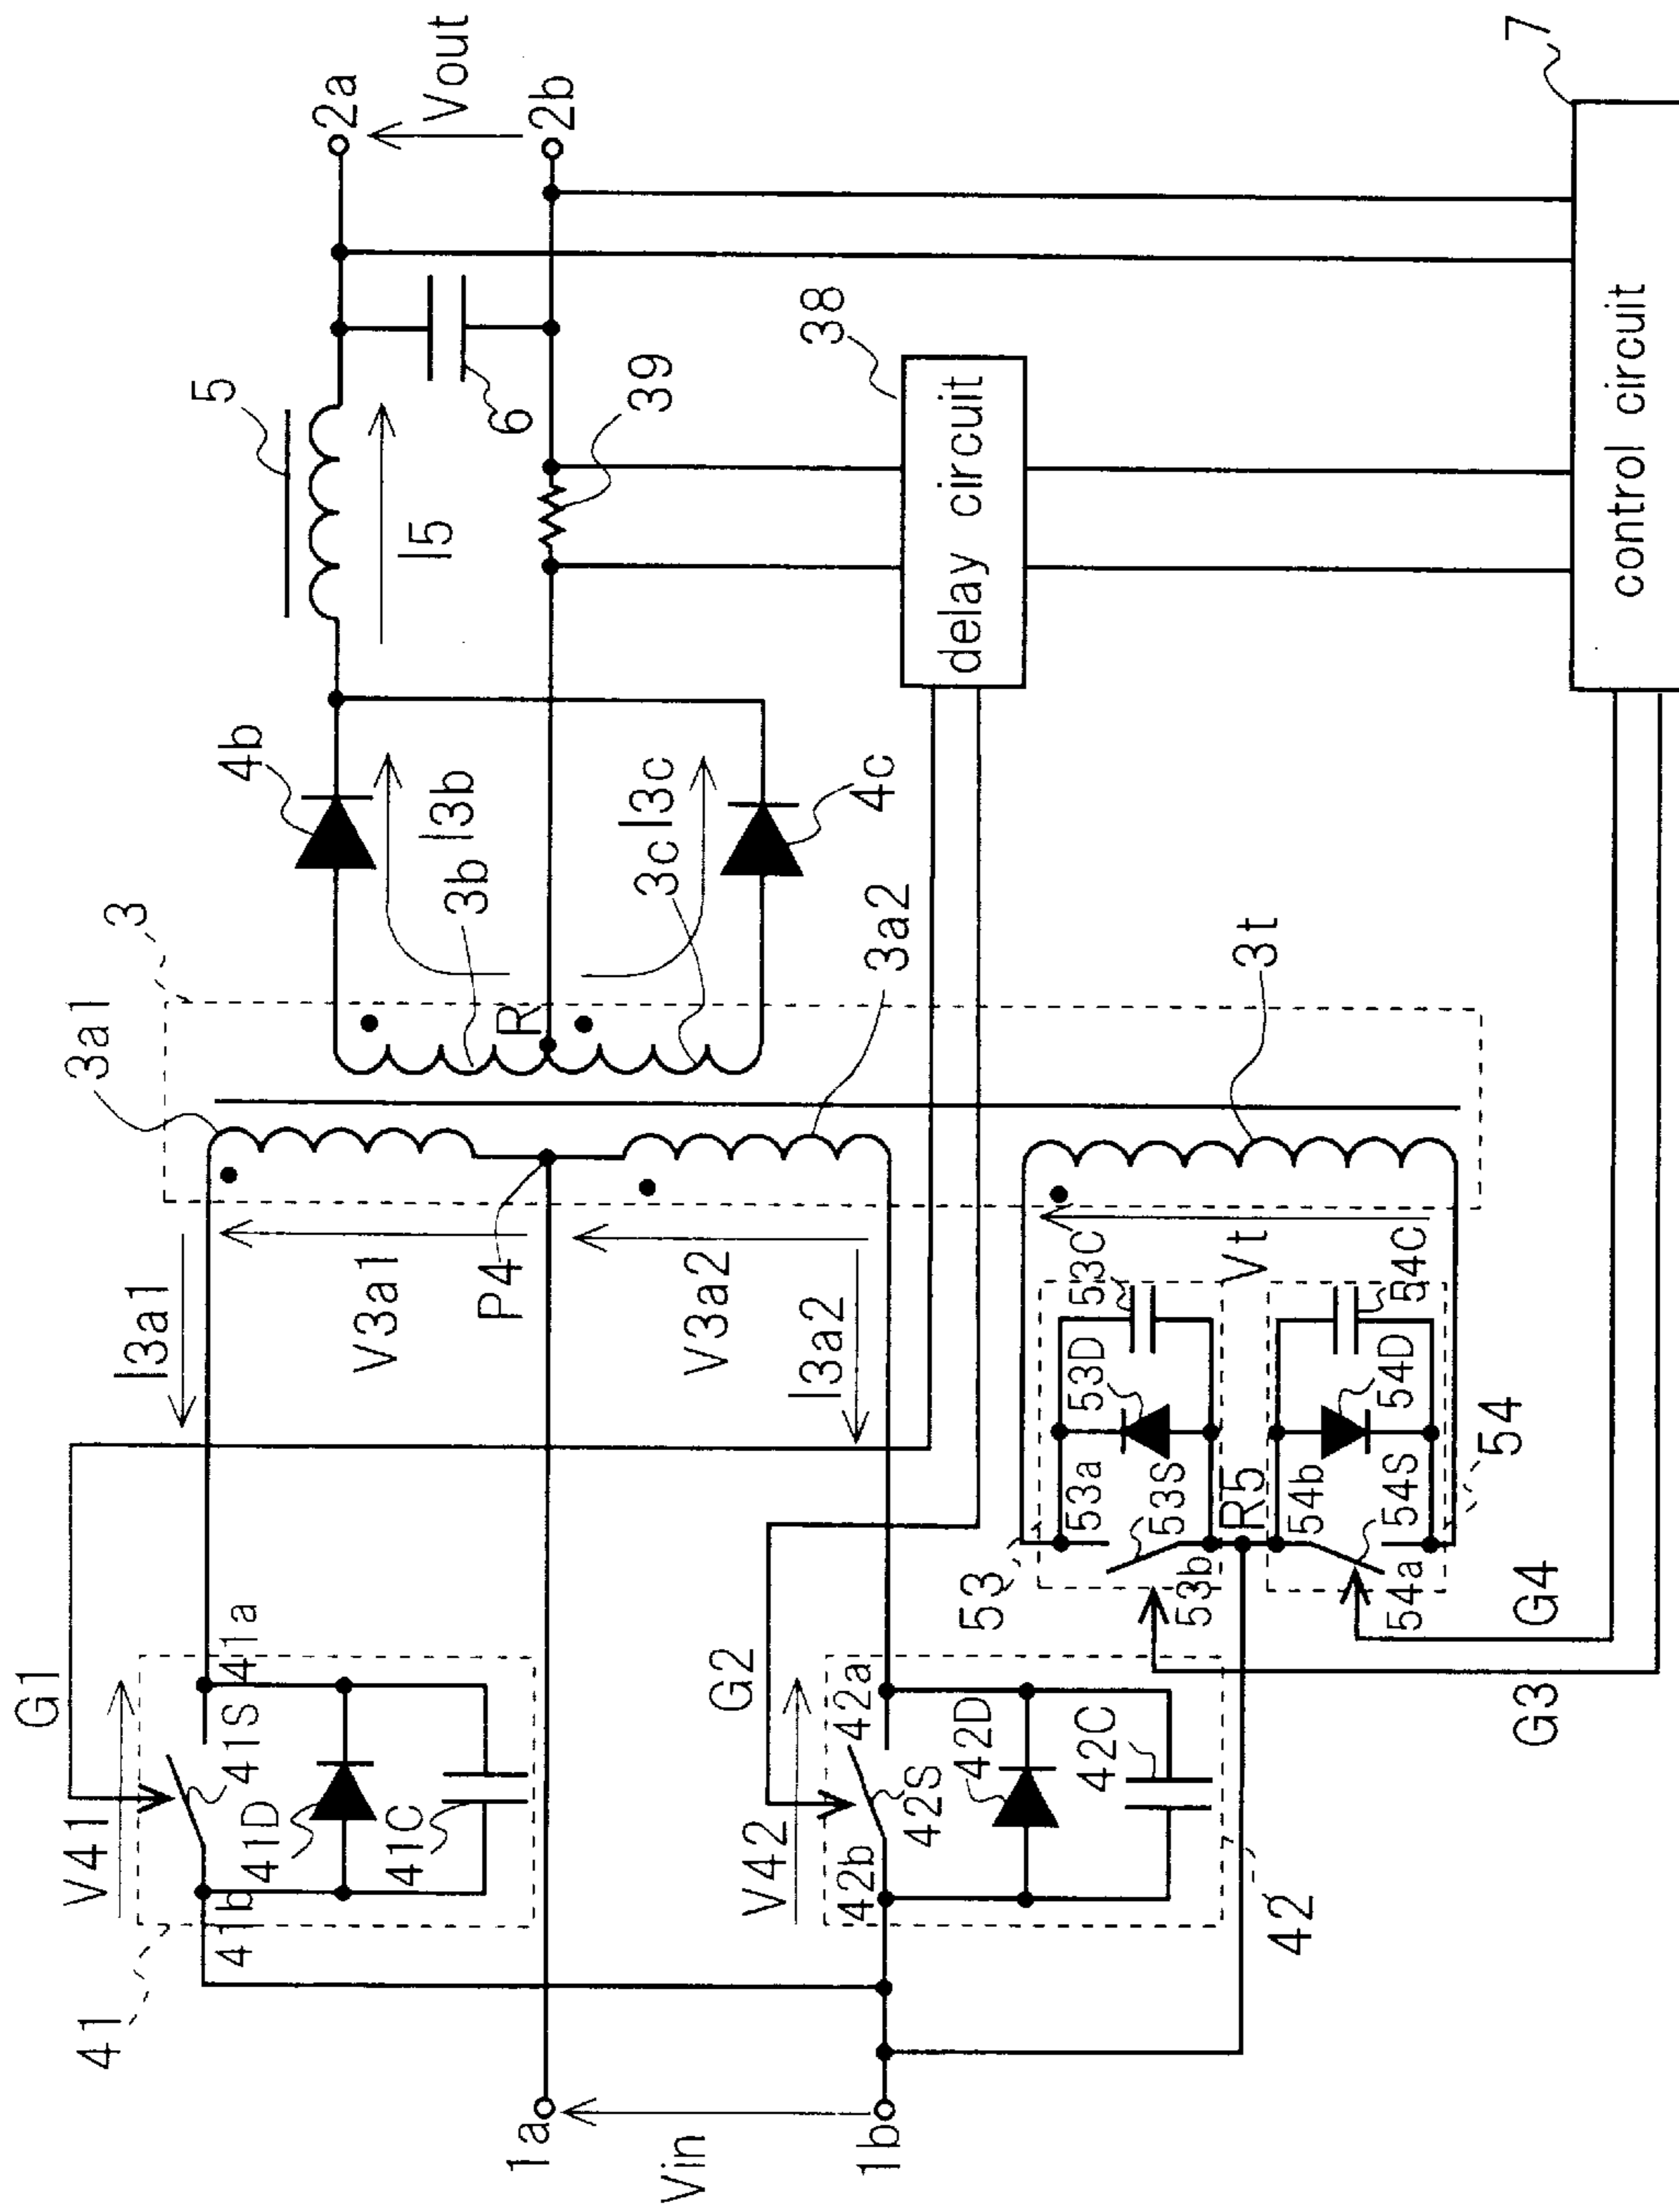 3a1
3
I3a1
V3a1
P4
V3a2
I3a2
3a2
3b
3c
R
I3b
I3c
4b
4c
5
I5
6
39
2a
Vout
2b
38
delay circuit
7
control circuit
G1
V41
41
41a
41S
41b
41D
41C
G2
V42
42a
42b
42S
42D
42C
42
1a
Vin
1b
53
53a
53S
53b
53D
53C
Vt
R5
54b
54S
54a
54D
54C
54
3t
G4
G3